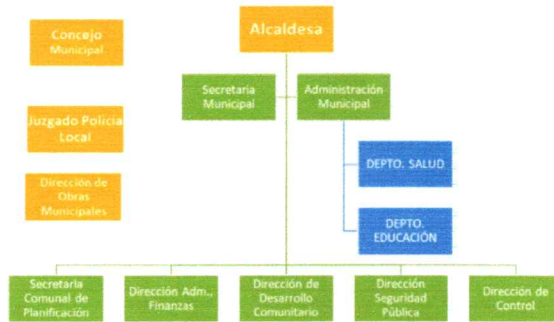 Concejo
Municipal
Alcaldesa
Secretaria
Municipal
Administración
Municipal
Juzgado Policia
Local
DEPTO. SALUD
Dirección de
Obras
Municipales
DEPTO.
EDUCACIÓN
Secretaria
Comunal de
Planificación
Dirección Adm.,
Finanzas
Dirección de
Desarrollo
Comunitario
Dirección
Seguridad
Pública
Dirección de
Control